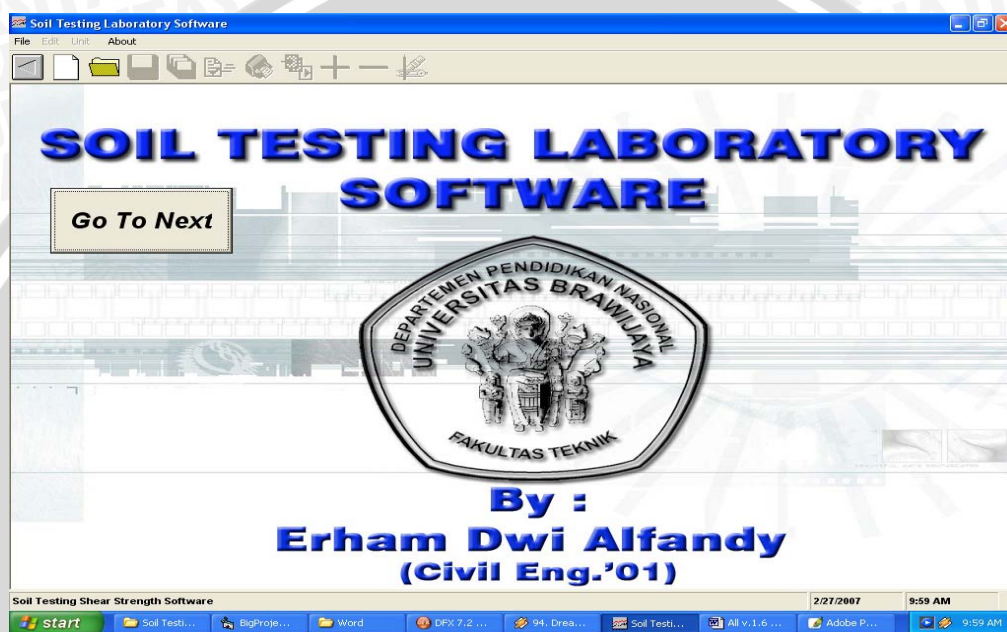 Soil Testing Laboratory Software
File Edit Unit About
SOIL TESTING LABORATORY
SOFTWARE
Go To Next
DEPARTEMEN PENDIDIKAN NASIONAL
UNIVERSITAS BRAWIJAYA
FAKULTAS TEKNIK
By :
Erham Dwi Alfandy
(Civil Eng.'01)
Soil Testing Shear Strength Software 2/27/2007 9:59 AM
start Soil Testi... BigProje... Word DFX 7.2 ... 94. Drea... Soil Testi... All v.1.6 ... Adobe P... 9:59 AM